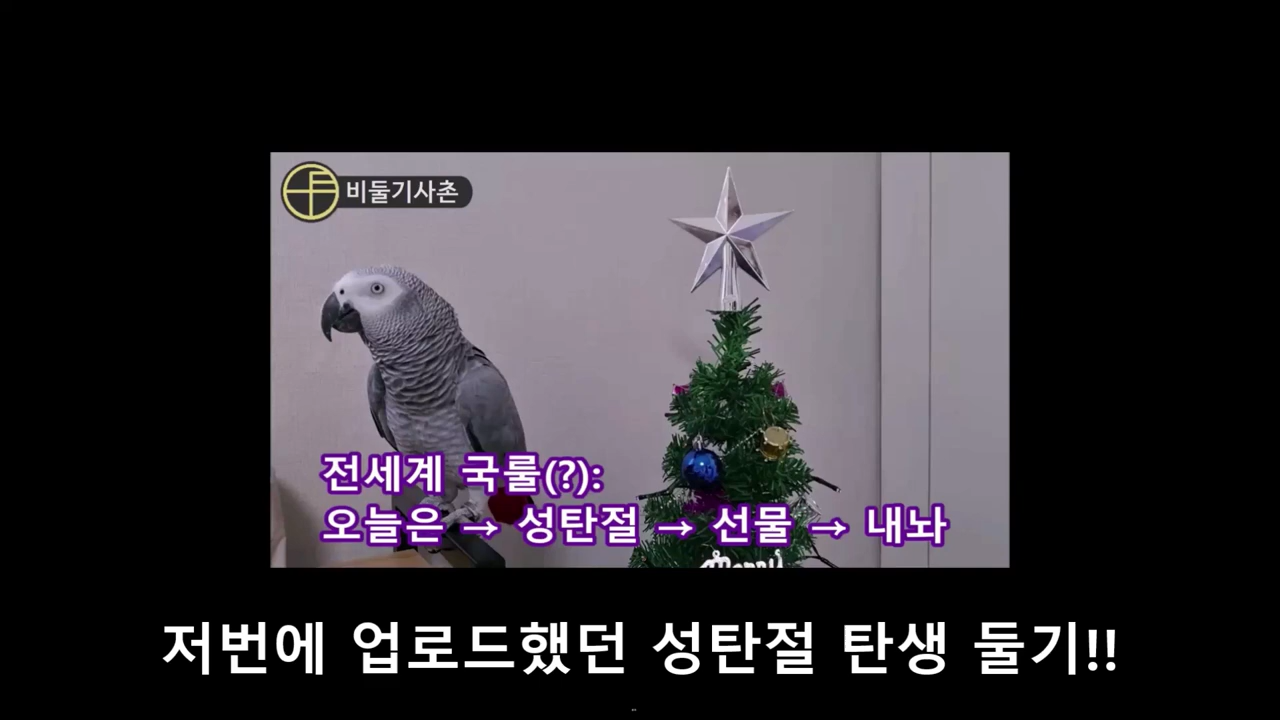 비둘기사촌
전세계 국룰(?):
오늘은 → 성탄절 → 선물 → 내놔
Merry
저번에 업로드했던 성탄절 탄생 둘기!!